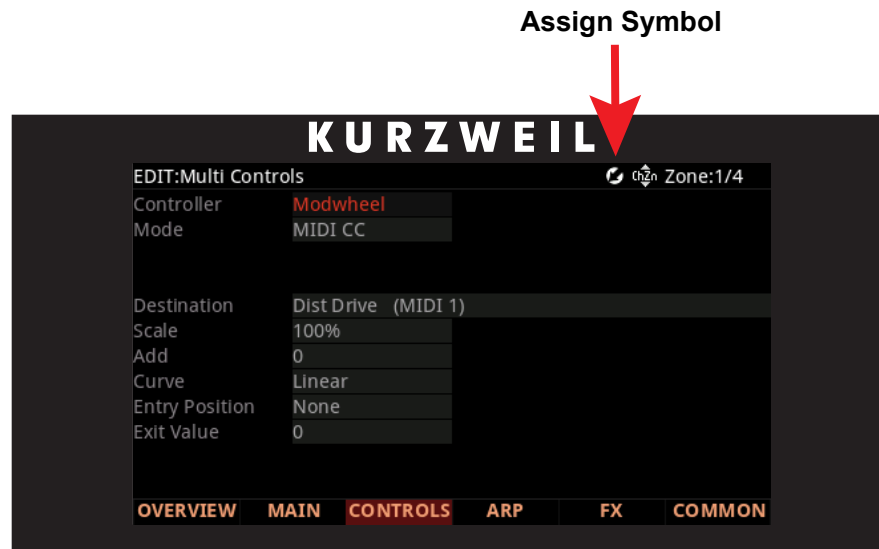 Assign Symbol
KURZWEIL
EDIT:Multi Controls ChZn Zone:1/4
Controller Modwheel
Mode MIDI CC
Destination Dist Drive (MIDI 1)
Scale 100%
Add 0
Curve Linear
Entry Position None
Exit Value 0
OVERVIEW MAIN CONTROLS ARP FX COMMON